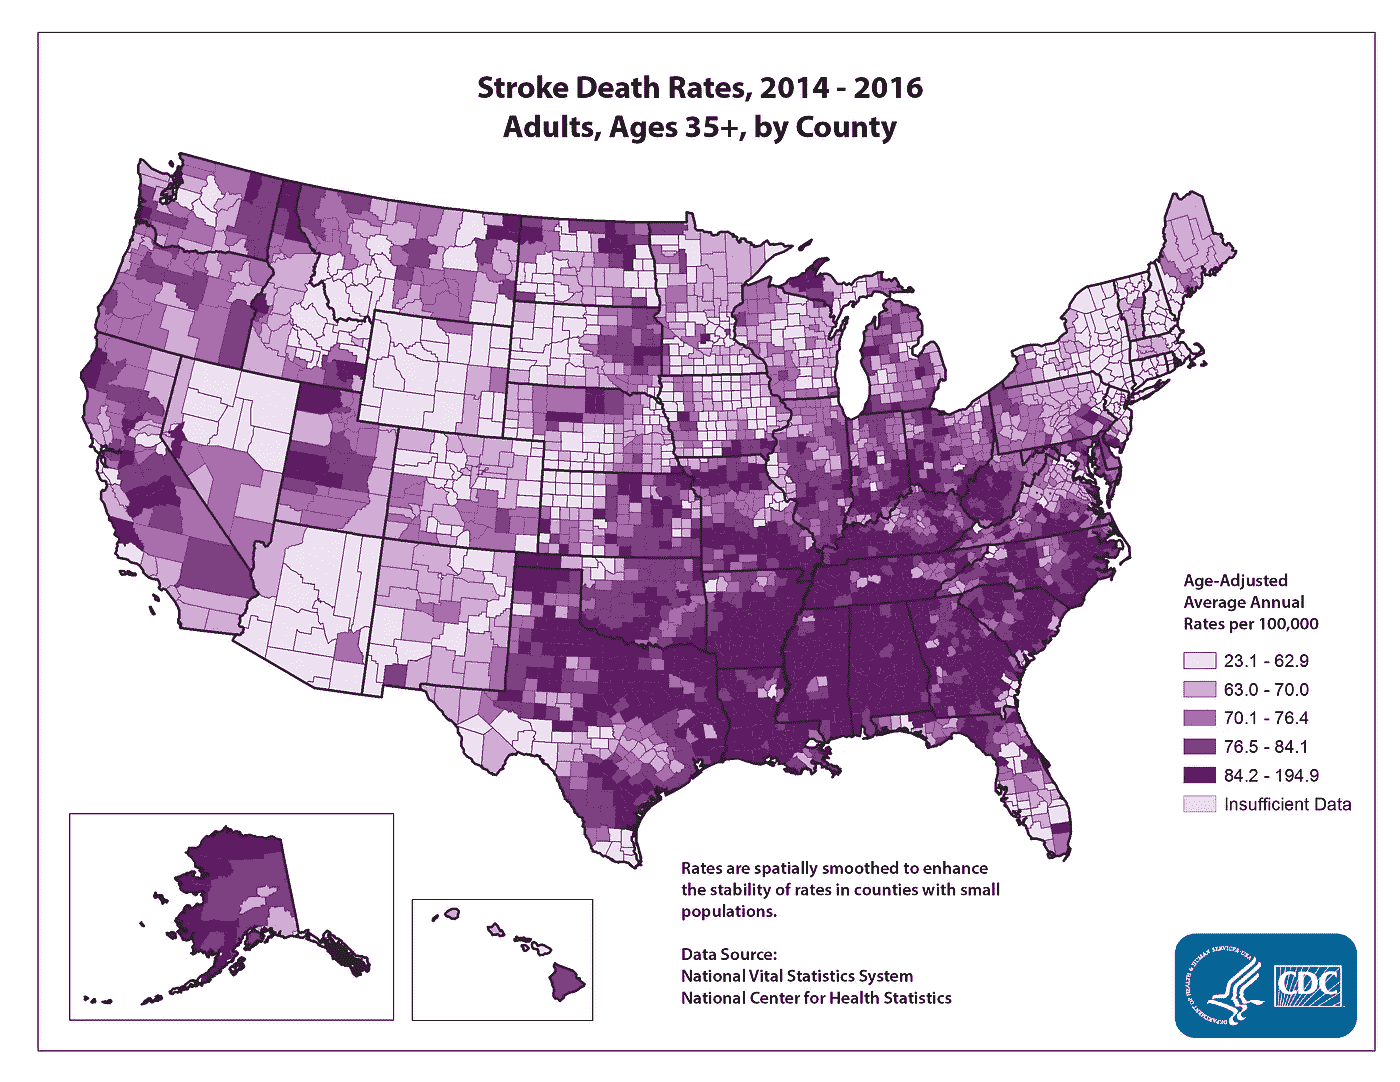 Stroke Death Rates, 2014 - 2016
Adults, Ages 35+, by County
Age-Adjusted
Average Annual
Rates per 100,000
23.1 - 62.9
63.0 - 70.0
70.1 - 76.4
76.5 - 84.1
84.2 - 194.9
Insufficient Data
Rates are spatially smoothed to enhance
the stability of rates in counties with small
populations.
Data Source:
National Vital Statistics System
National Center for Health Statistics
DEPARTMENT OF HEALTH & HUMAN SERVICES·USA
CDC